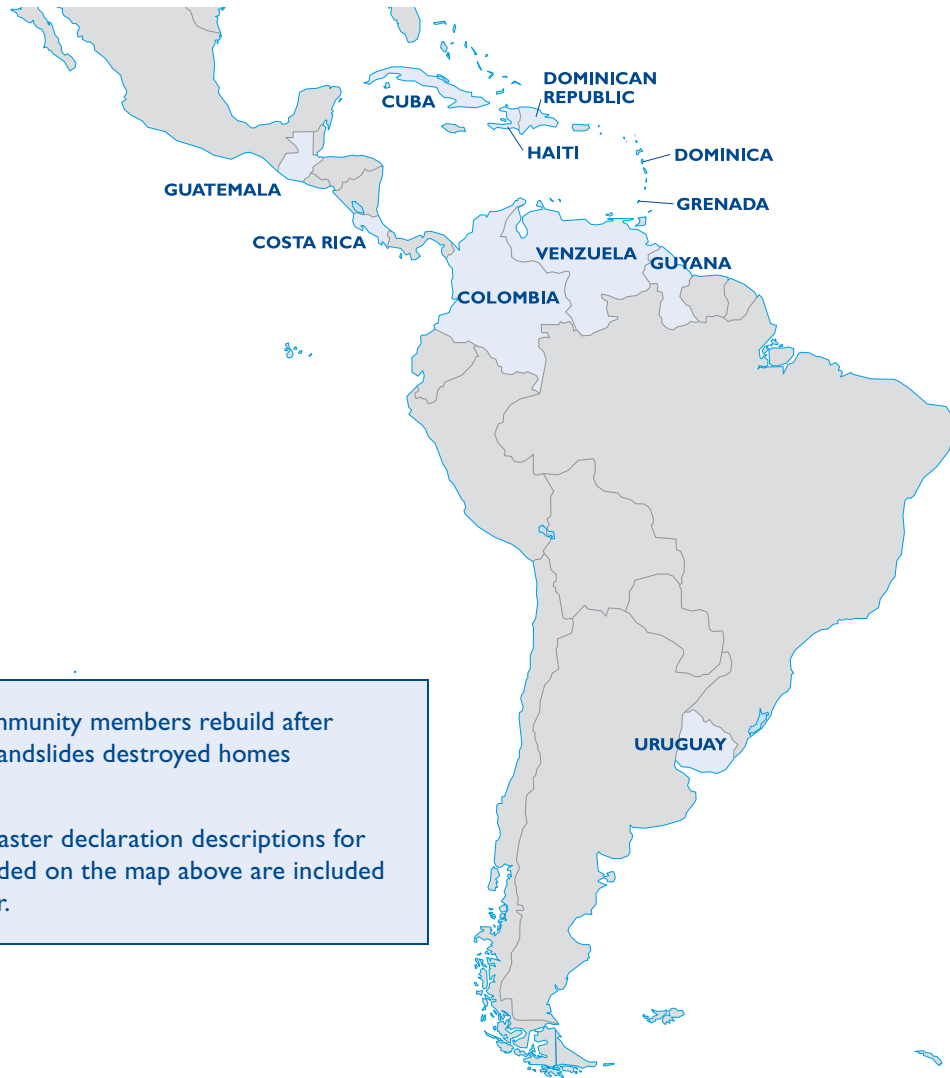 DOMINICAN
REPUBLIC
CUBA
HAITI
DOMINICA
GUATEMALA
GRENADA
COSTA RICA
VENZUELA
GUYANA
COLOMBIA
URUGUAY
mmunity members rebuild after
andslides destroyed homes
aster declaration descriptions for
ded on the map above are included
r.